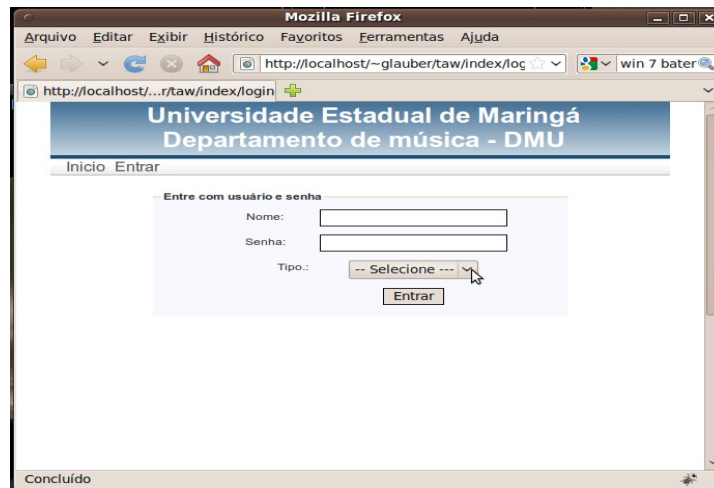 Mozilla Firefox
Arquivo Editar Exibir Histórico Favoritos Ferramentas Ajuda
http://localhost/~glauber/taw/index/log
win 7 bater
http://localhost/...r/taw/index/login
Universidade Estadual de Maringá
Departamento de música - DMU
Inicio Entrar
Entre com usuário e senha
Nome:
Senha:
Tipo.:
-- Selecione ---
Entrar
Concluído